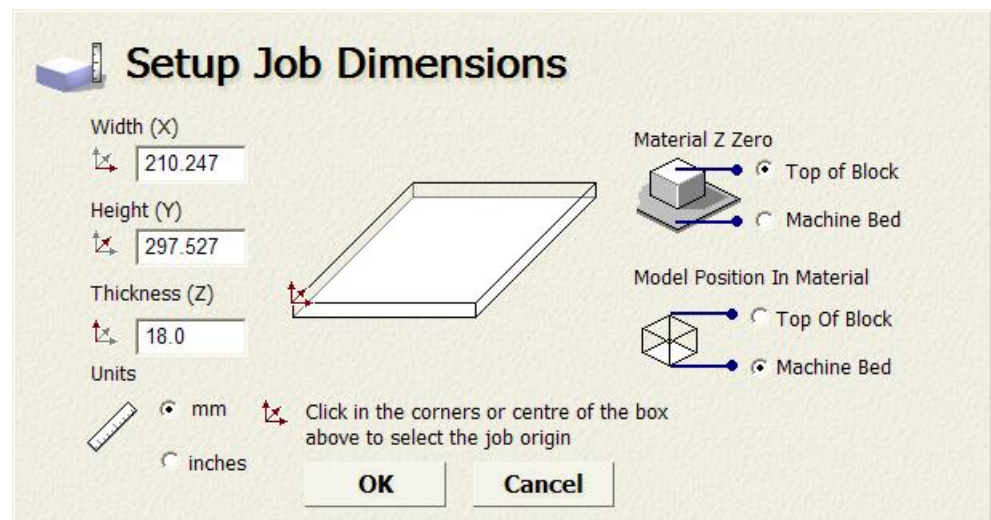 Setup Job Dimensions
Width (X)
210.247
Height (Y)
297.527
Thickness (Z)
18.0
Units
mm
inches
Click in the corners or centre of the box
above to select the job origin
Material Z Zero
Top of Block
Machine Bed
Model Position In Material
Top Of Block
Machine Bed
OK
Cancel